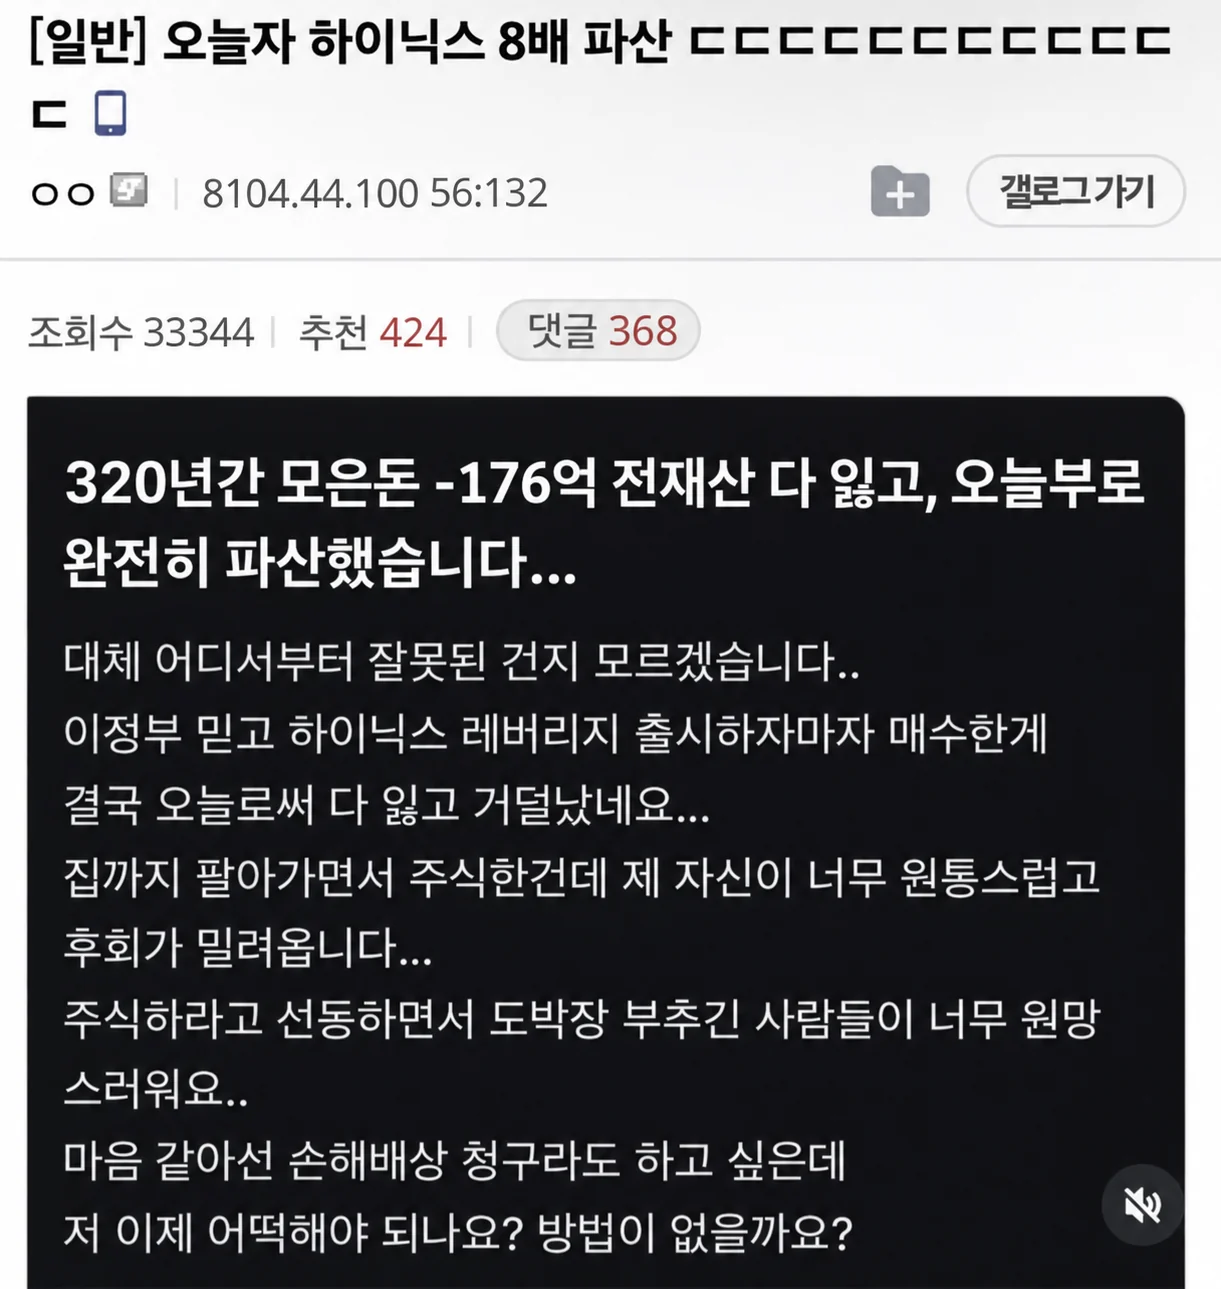 [일반] 오늘자 하이닉스 8배 파산 ㄷㄷㄷㄷㄷㄷㄷㄷㄷㄷㄷ
ㄷ
ㅇㅇ 8104.44.100 56:132
갤로그 가기
조회수 33344 추천 424 댓글 368
320년간 모은돈 -176억 전재산 다 잃고, 오늘부로
완전히 파산했습니다...
대체 어디서부터 잘못된 건지 모르겠습니다..
이정부 믿고 하이닉스 레버리지 출시하자마자 매수한게
결국 오늘로써 다 잃고 거덜났네요...
집까지 팔아가면서 주식한건데 제 자신이 너무 원통스럽고
후회가 밀려옵니다...
주식하라고 선동하면서 도박장 부추긴 사람들이 너무 원망
스러워요..
마음 같아선 손해배상 청구라도 하고 싶은데
저 이제 어떡해야 되나요? 방법이 없을까요?